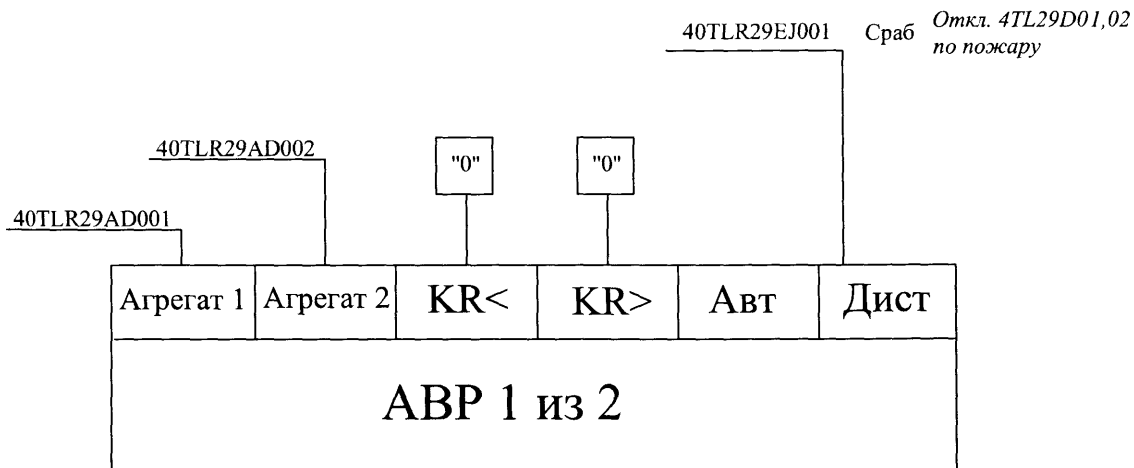 40TLR29EJ001 Сраб Откл. 4TL29D01,02
по пожару
40TLR29AD002 "0" "0"
40TLR29AD001
Агрегат 1 Агрегат 2 KR< KR> Авт Дист
АВР 1 из 2